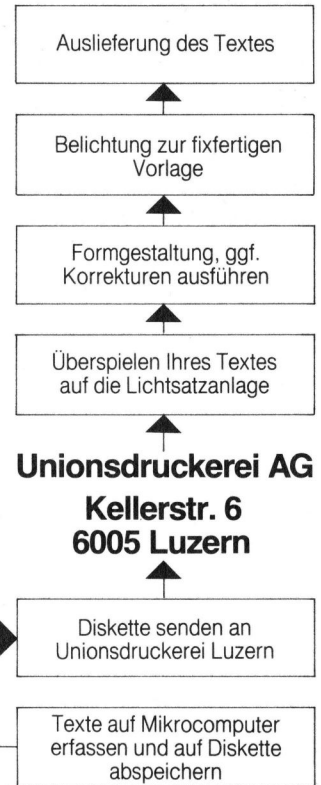 Auslieferung des Textes
Belichtung zur fixfertigen
Vorlage
Formgestaltung, ggf.
Korrekturen ausführen
Überspielen Ihres Textes
auf die Lichtsatzanlage
Unionsdruckerei AG
Kellerstr. 6
6005 Luzern
Diskette senden an
Unionsdruckerei Luzern
Texte auf Mikrocomputer
erfassen und auf Diskette
abspeichern